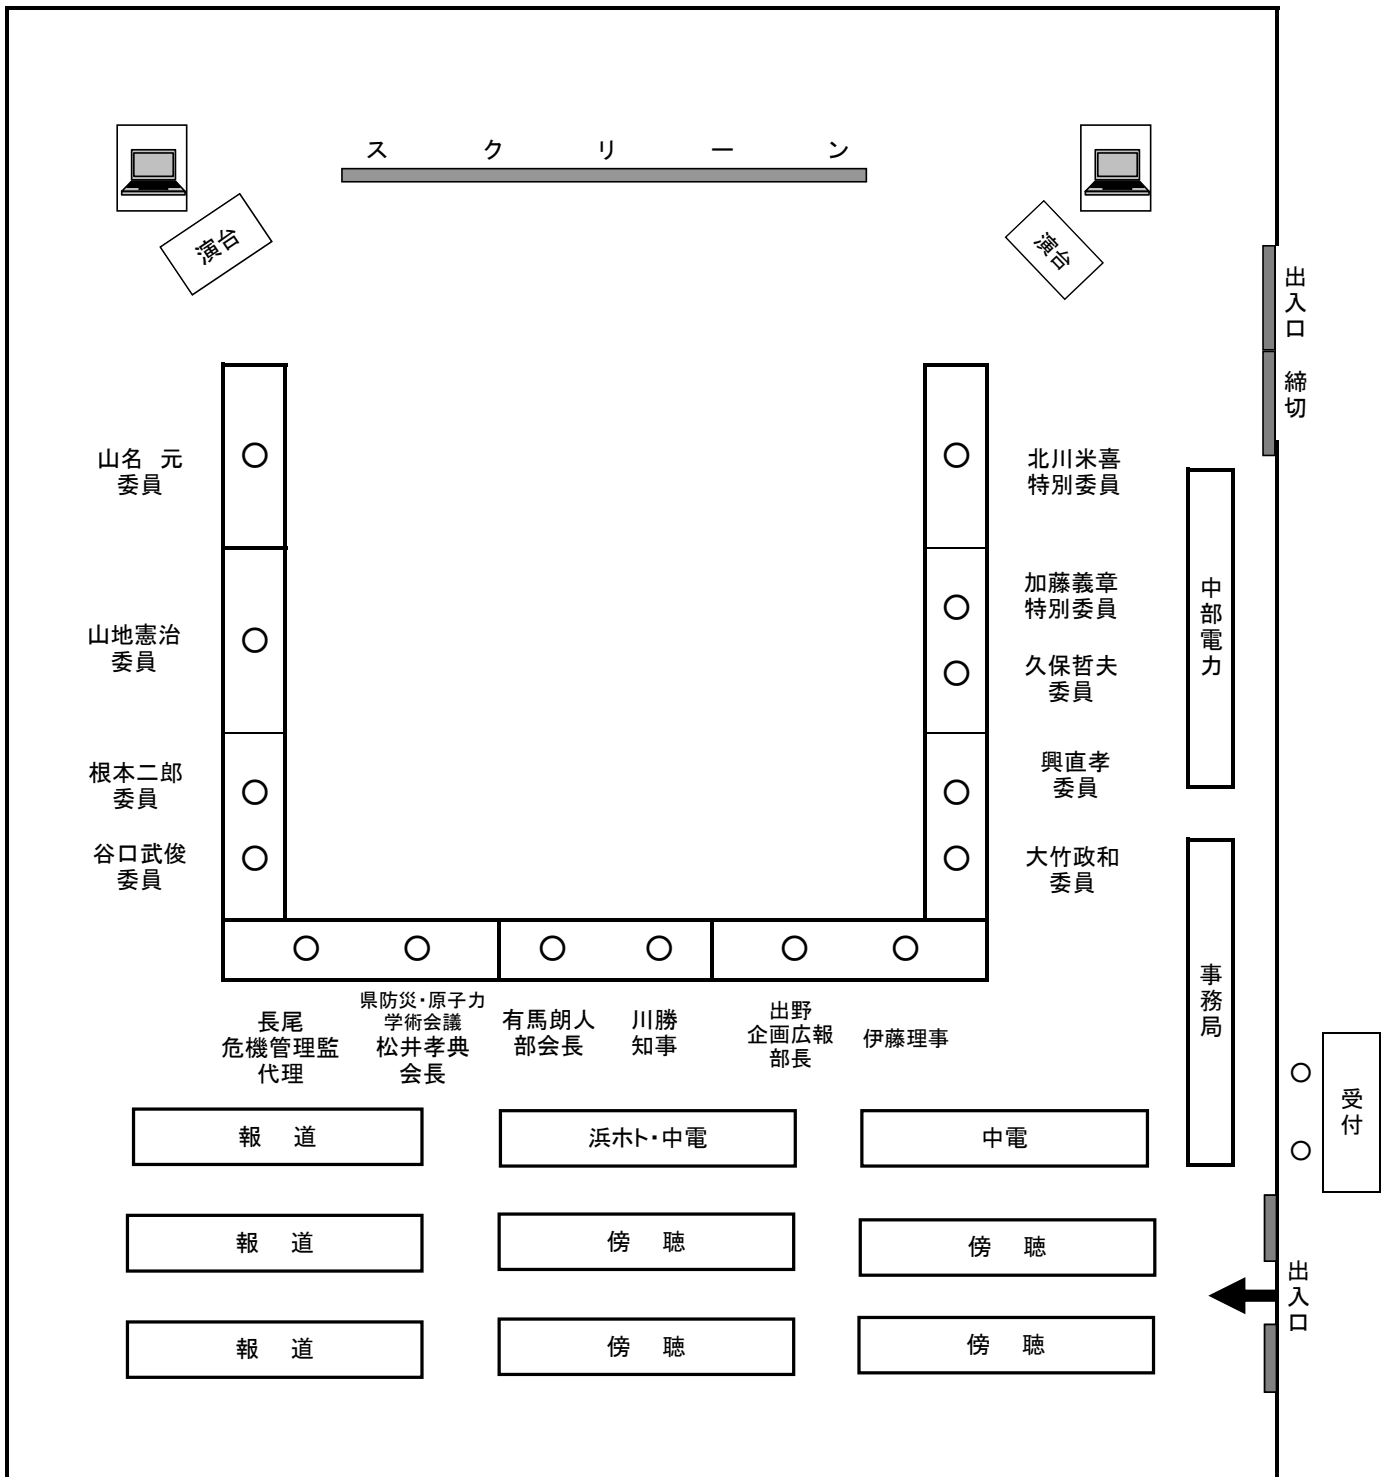 スクリーン
演台
演台
出入口
締切
山名 元
委員
北川米喜
特別委員
山地憲治
委員
加藤義章
特別委員
久保哲夫
委員
中部電力
根本二郎
委員
興直孝
委員
谷口武俊
委員
大竹政和
委員
事務局
長尾
危機管理監
代理
県防災・原子力
学術会議
松井孝典
会長
有馬朗人
部会長
川勝
知事
出野
企画広報
部長
伊藤理事
受付
報 道
浜ホト・中電
中電
報 道
傍 聴
傍 聴
出入口
報 道
傍 聴
傍 聴